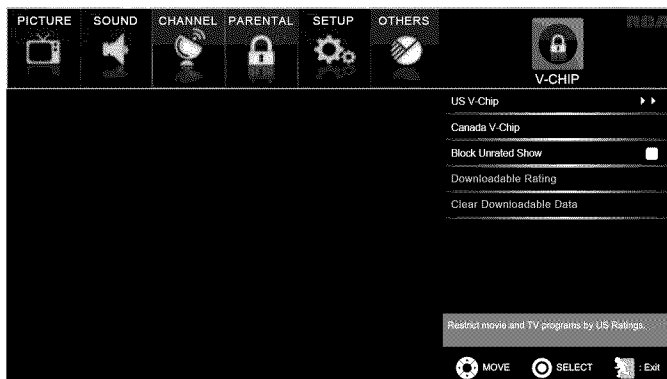 PICTURE SOUND CHANNEL PARENTAL SETUP OTHERS
RCA
V-CHIP
US V-Chip
Canada V-Chip
Block Unrated Show
Downloadable Rating
Clear Downloadable Data
Restrict movie and TV programs by US Ratings.
MOVE SELECT : Exit